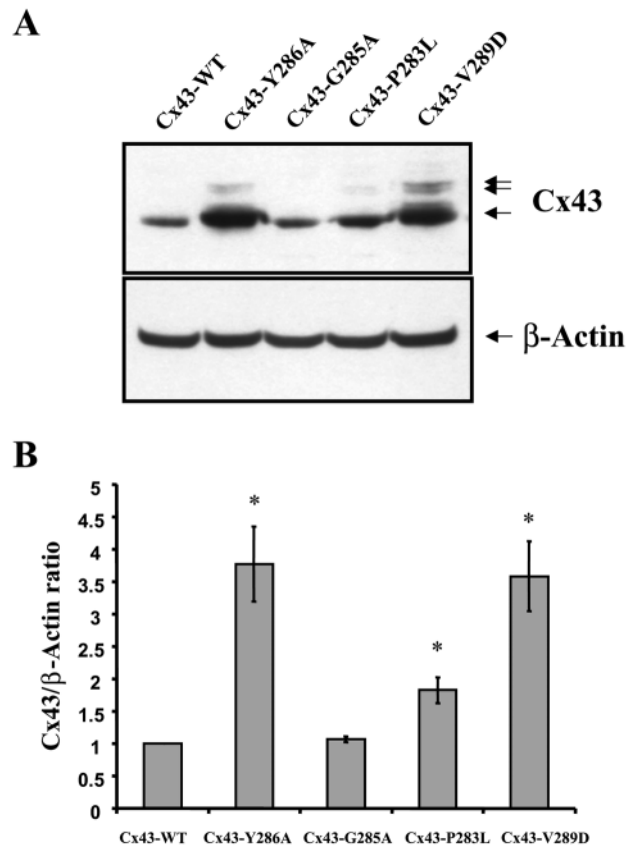 A
Cx43-WT
Cx43-Y286A
Cx43-G285A
Cx43-P283L
Cx43-V289D
Cx43
β-Actin
B
Cx43/β-Actin ratio
5
4.5
4
3.5
3
2.5
2
1.5
1
0.5
0
*
*
*
Cx43-WT Cx43-Y286A Cx43-G285A Cx43-P283L Cx43-V289D